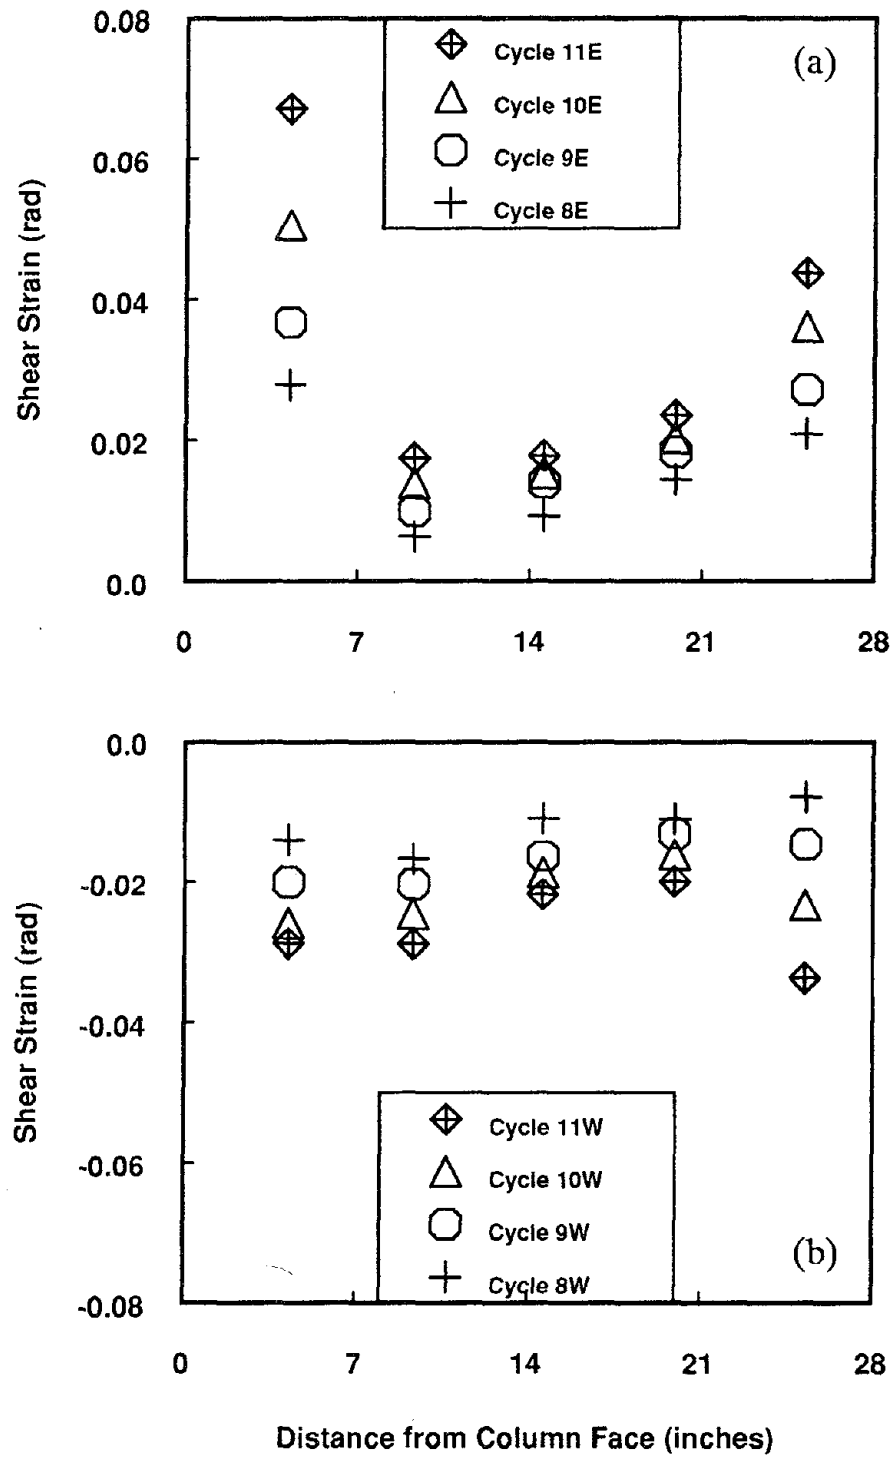 0.08
0.06
0.04
0.02
0.0
Shear Strain (rad)
Cycle 11E
Cycle 10E
Cycle 9E
Cycle 8E
(a)
0 7 14 21 28
0.0
-0.02
-0.04
-0.06
-0.08
Shear Strain (rad)
Cycle 11W
Cycle 10W
Cycle 9W
Cycle 8W
(b)
0 7 14 21 28
Distance from Column Face (inches)